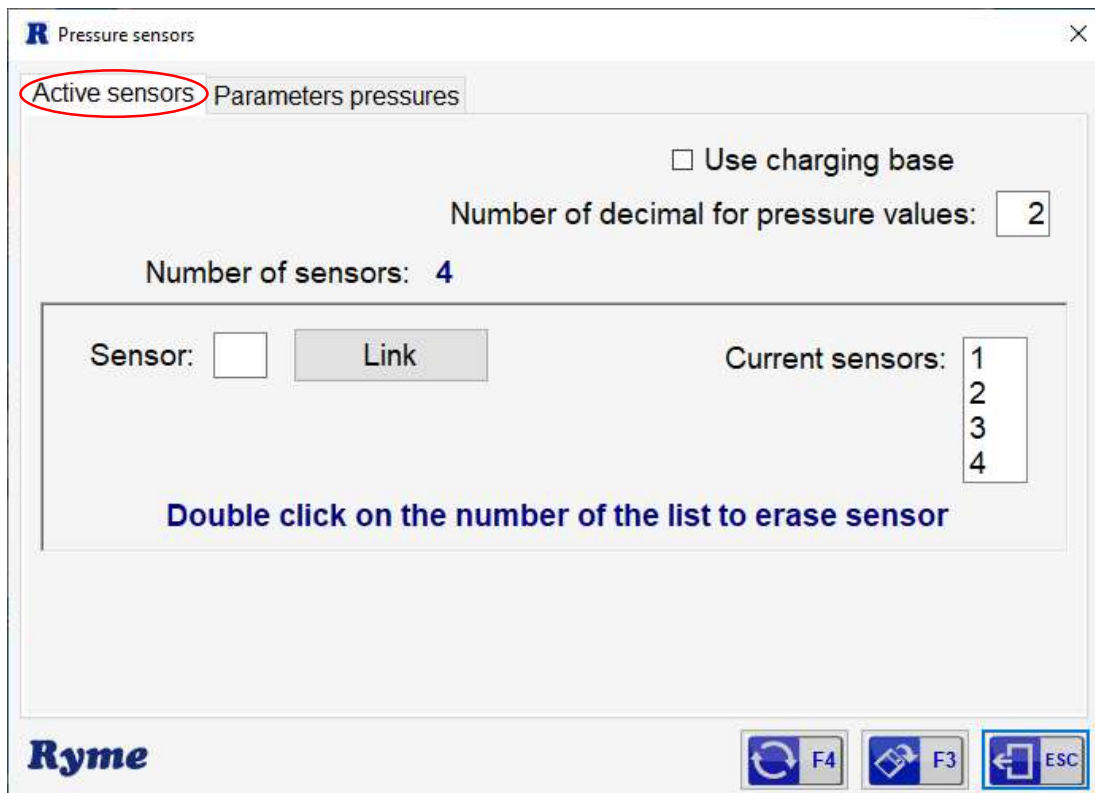 R Pressure sensors
Active sensors Parameters pressures
Use charging base
Number of decimal for pressure values: 2
Number of sensors: 4
Sensor: Link Current sensors: 1
2
3
4
Double click on the number of the list to erase sensor
Ryme F4 F3 ESC